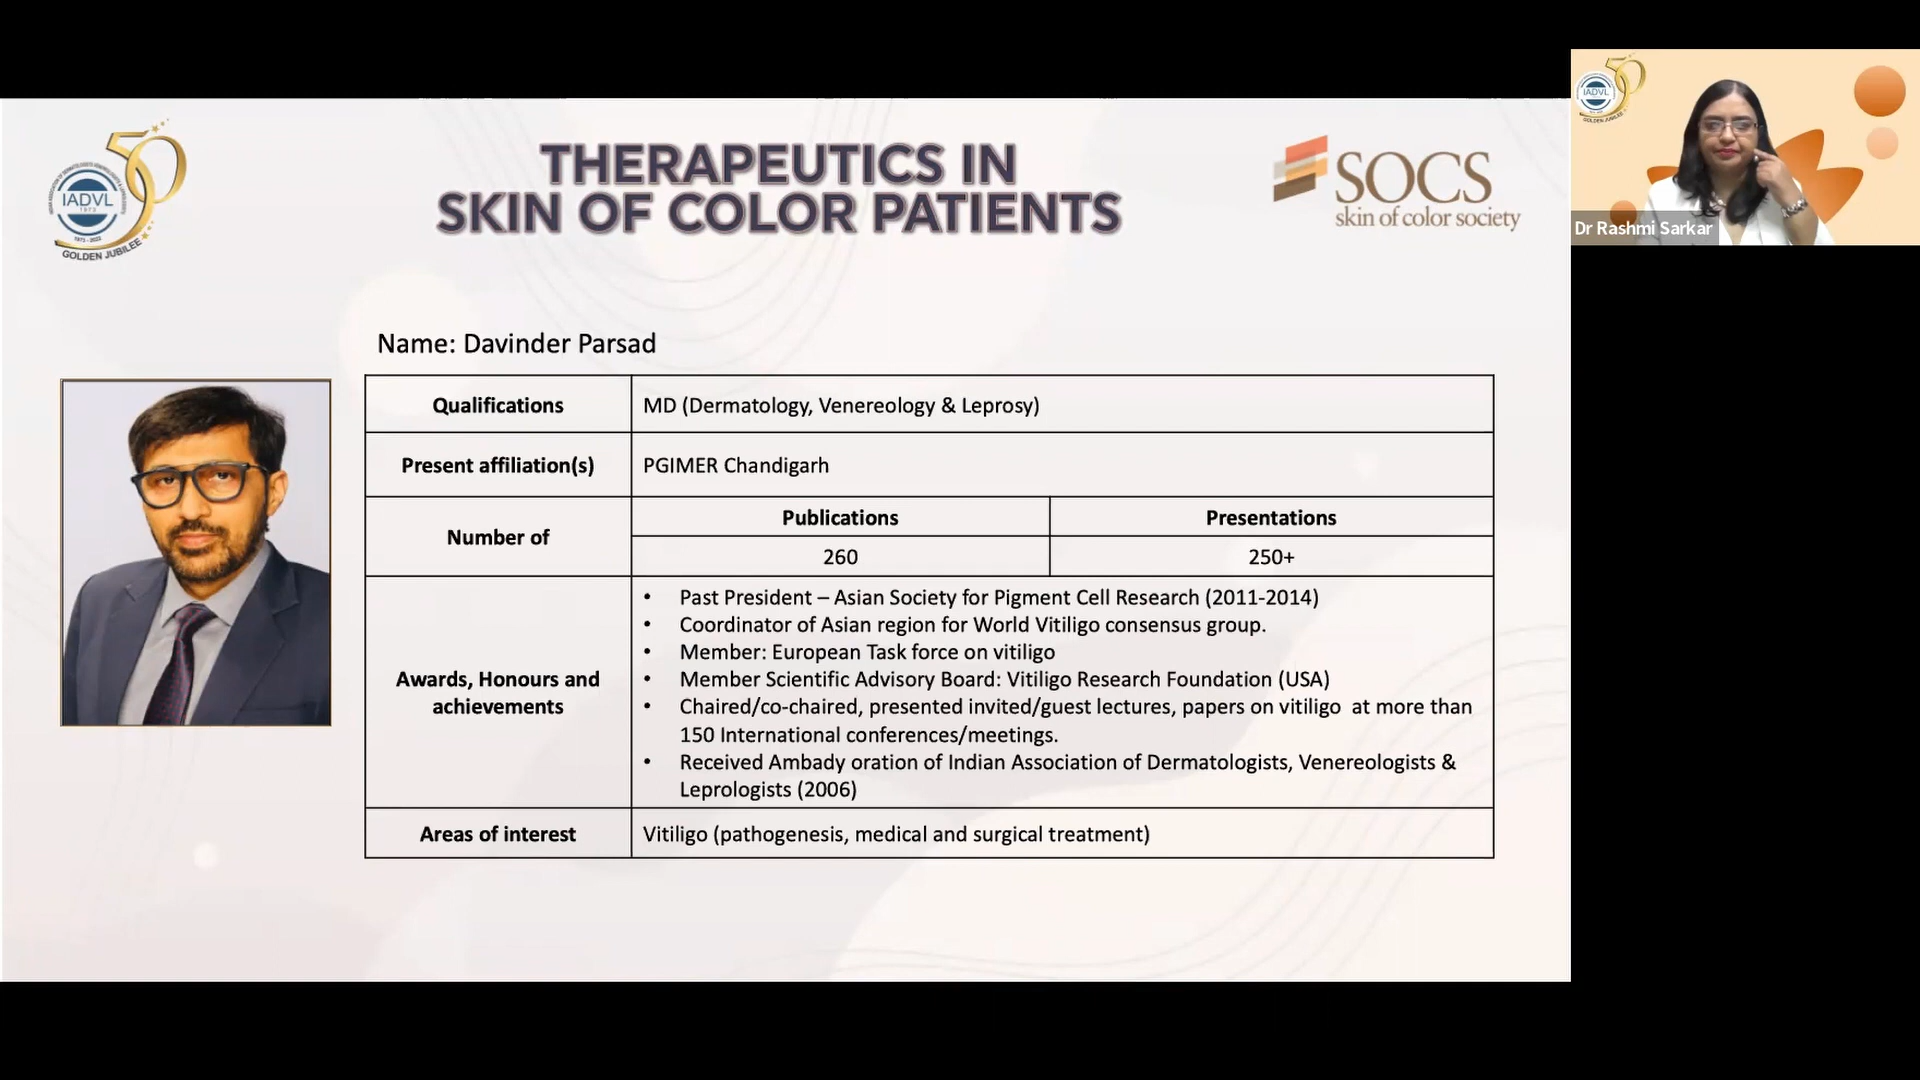 IADVL
1973
50
1973 - 2022
GOLDEN JUBILEE
THERAPEUTICS IN
SKIN OF COLOR PATIENTS
SOCS
skin of color society
IADVL
50
GOLDEN JUBILEE
Dr Rashmi Sarkar
Name: Davinder Parsad
Qualifications
MD (Dermatology, Venereology & Leprosy)
Present affiliation(s)
PGIMER Chandigarh
Number of
Publications
Presentations
260
250+
Awards, Honours and
achievements
• Past President – Asian Society for Pigment Cell Research (2011-2014)
• Coordinator of Asian region for World Vitiligo consensus group.
• Member: European Task force on vitiligo
• Member Scientific Advisory Board: Vitiligo Research Foundation (USA)
• Chaired/co-chaired, presented invited/guest lectures, papers on vitiligo  at more than
150 International conferences/meetings.
• Received Ambady oration of Indian Association of Dermatologists, Venereologists &
Leprologists (2006)
Areas of interest
Vitiligo (pathogenesis, medical and surgical treatment)